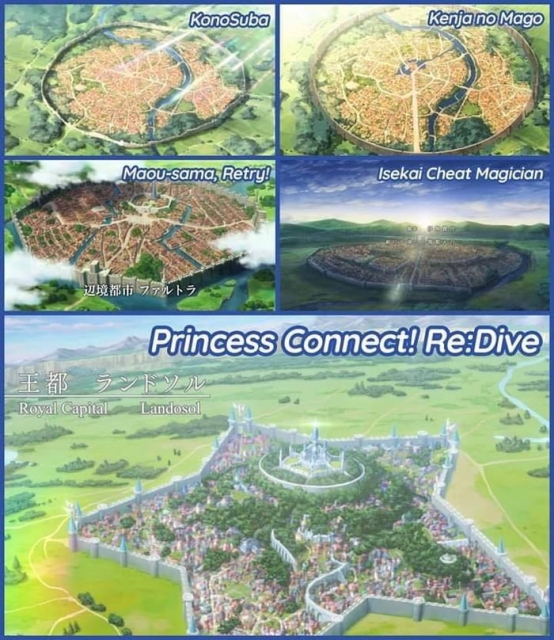 KonoSuba
Kenja no Mago
Maou-sama, Retry!
辺境都市 ファルトラ
Isekai Cheat Magician
Princess Connect! Re:Dive
王都 ランドソル
Royal Capital Landosol